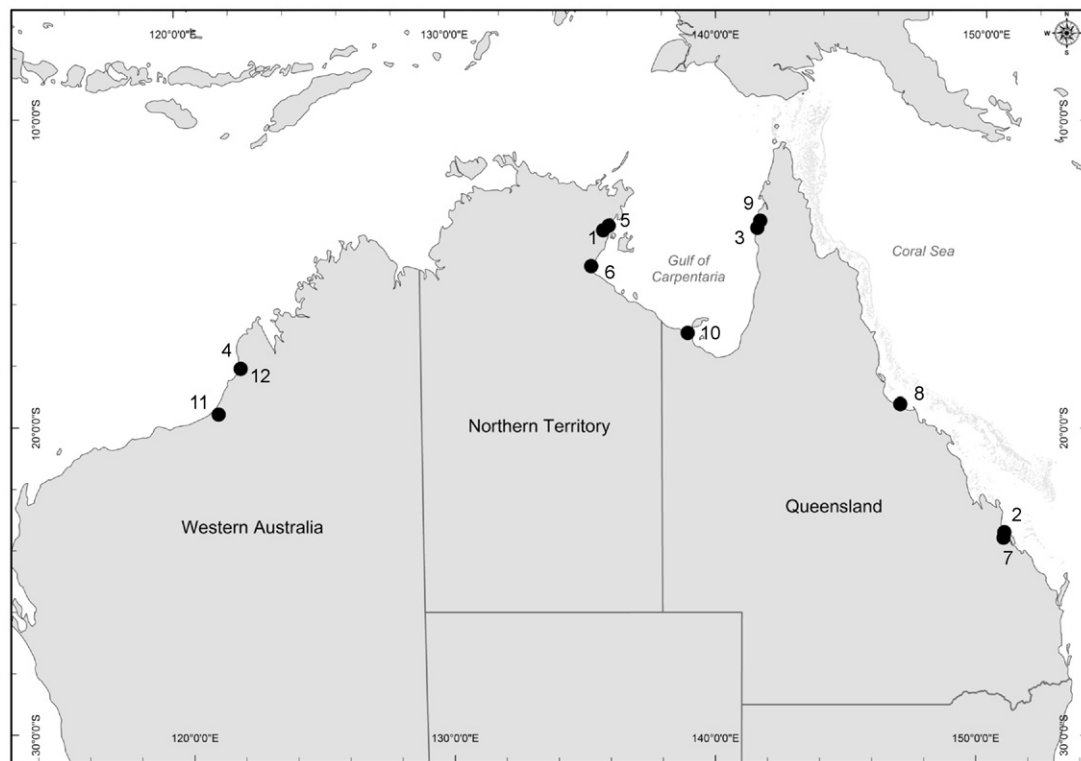 120°0'0"E
130°0'0"E
140°0'0"E
150°0'0"E
N
W
E
S
10°0'0"S
10°0'0"S
9
5
1
3
Coral Sea
Gulf of
Carpentaria
6
10
4
12
11
8
20°0'0"S
20°0'0"S
Northern Territory
Queensland
2
Western Australia
7
30°0'0"S
30°0'0"S
120°0'0"E
130°0'0"E
140°0'0"E
150°0'0"E